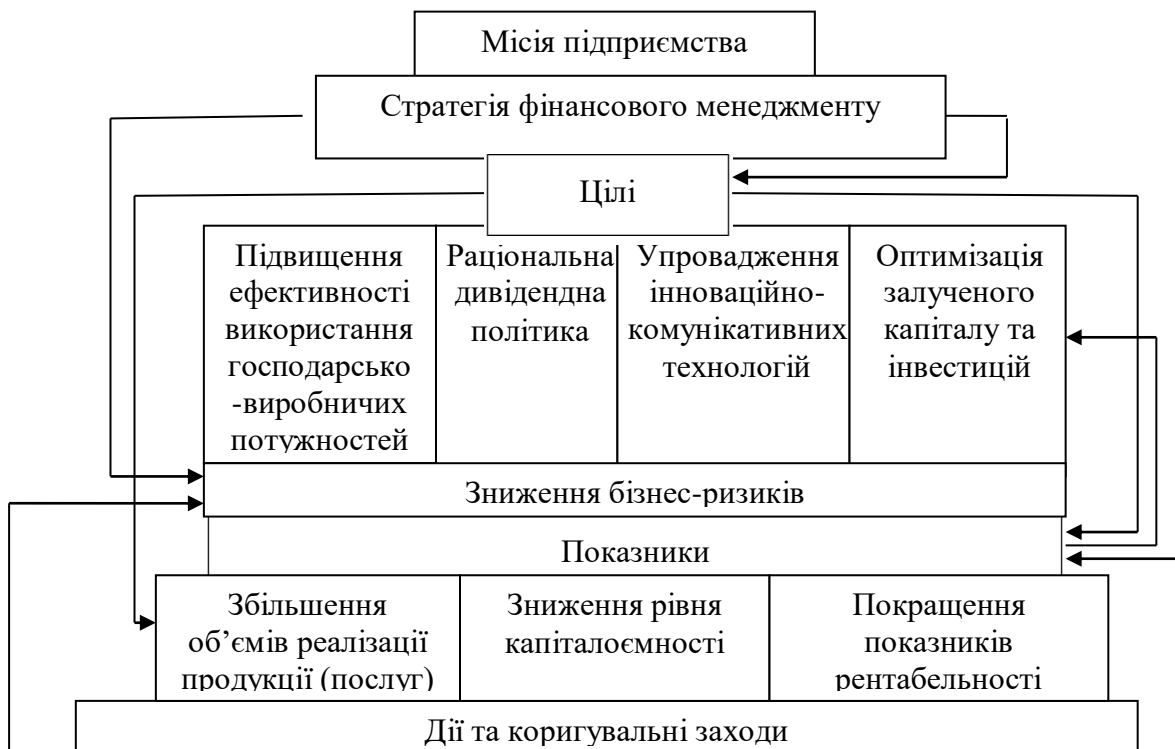 Місія підприємства
Стратегія фінансового менеджменту
Цілі
Підвищення
ефективності
використання
господарсько
-виробничих
потужностей
Раціональна
дивідендна
політика
Упровадження
інноваційно-
комунікативних
технологій
Оптимізація
залученого
капіталу та
інвестицій
Зниження бізнес-ризиків
Показники
Збільшення
об’ємів реалізації
продукції (послуг)
Зниження рівня
капіталоємності
Покращення
показників
рентабельності
Дії та коригувальні заходи